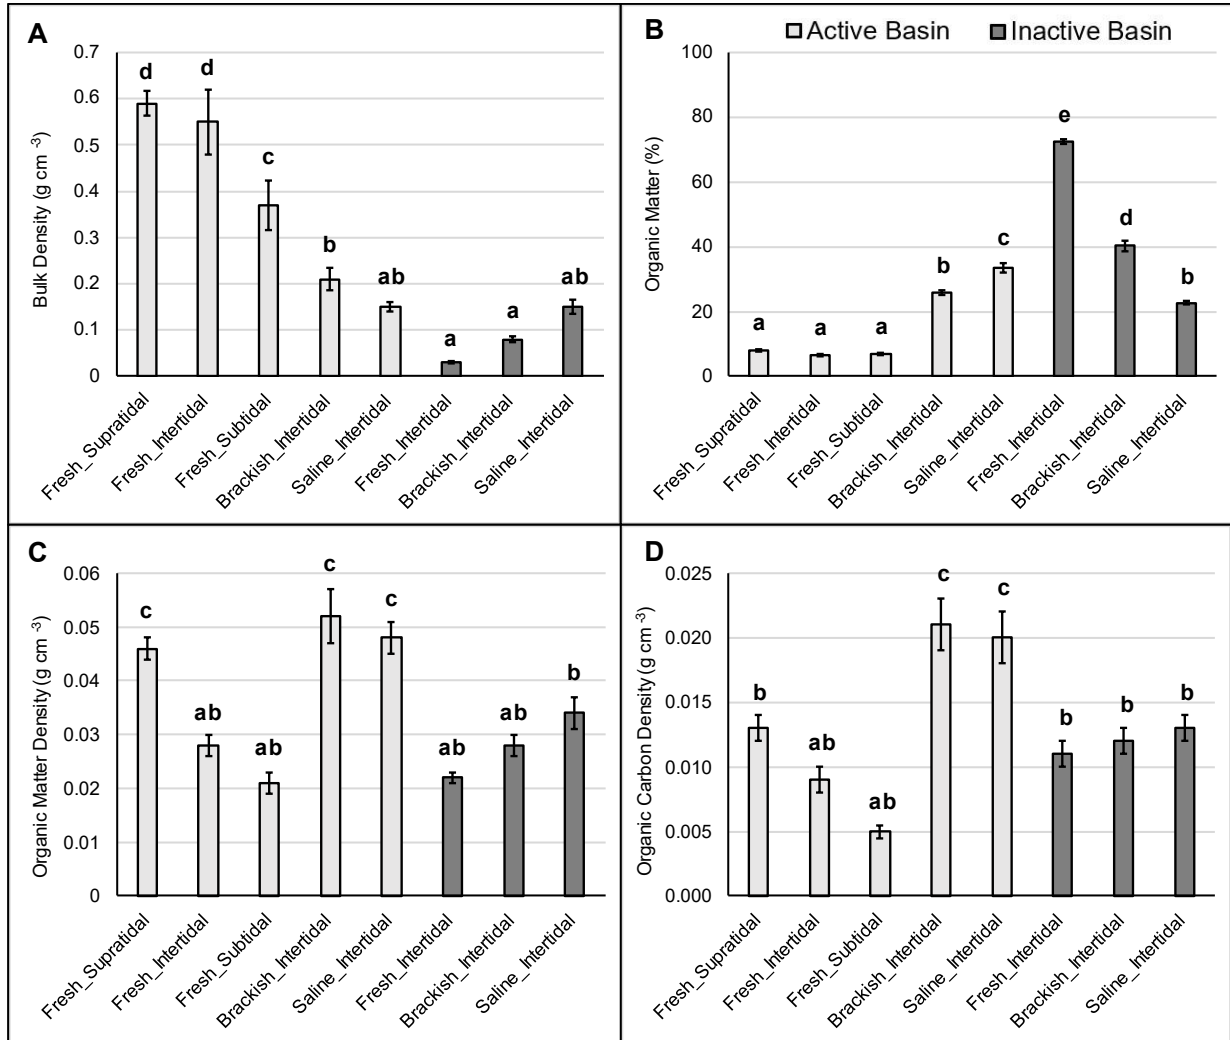 A
0.7
0.6
0.5
0.4
0.3
0.2
0.1
0
Bulk Density (g cm -3)
d
d
c
b
ab
a
a
ab
Fresh_Supratidal
Fresh_Intertidal
Fresh_Subtidal
Brackish_Intertidal
Saline_Intertidal
Fresh_Intertidal
Brackish_Intertidal
Saline_Intertidal
B
Active Basin
Inactive Basin
100
80
60
40
20
0
Organic Matter (%)
a
a
a
b
c
e
d
b
Fresh_Supratidal
Fresh_Intertidal
Fresh_Subtidal
Brackish_Intertidal
Saline_Intertidal
Fresh_Intertidal
Brackish_Intertidal
Saline_Intertidal
C
0.06
0.05
0.04
0.03
0.02
0.01
0
Organic Matter Density (g cm -3)
c
ab
ab
c
c
ab
ab
b
Fresh_Supratidal
Fresh_Intertidal
Fresh_Subtidal
Brackish_Intertidal
Saline_Intertidal
Fresh_Intertidal
Brackish_Intertidal
Saline_Intertidal
D
0.025
0.020
0.015
0.010
0.005
0.000
Organic Carbon Density (g cm -3)
b
ab
ab
c
c
b
b
b
Fresh_Supratidal
Fresh_Intertidal
Fresh_Subtidal
Brackish_Intertidal
Saline_Intertidal
Fresh_Intertidal
Brackish_Intertidal
Saline_Intertidal